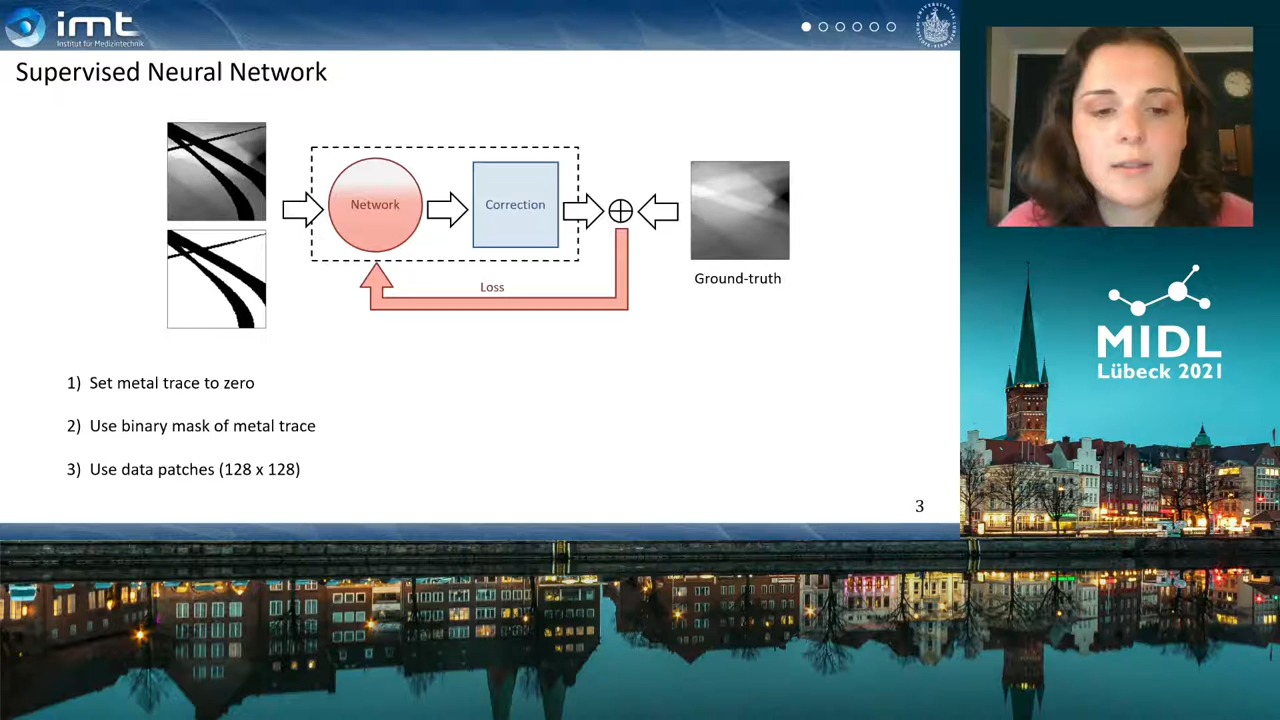 imt
Institut für Medizintechnik
Supervised Neural Network
Network
Correction
Loss
Ground-truth
1) Set metal trace to zero
2) Use binary mask of metal trace
3) Use data patches (128 x 128)
3
MIDL
Lübeck 2021